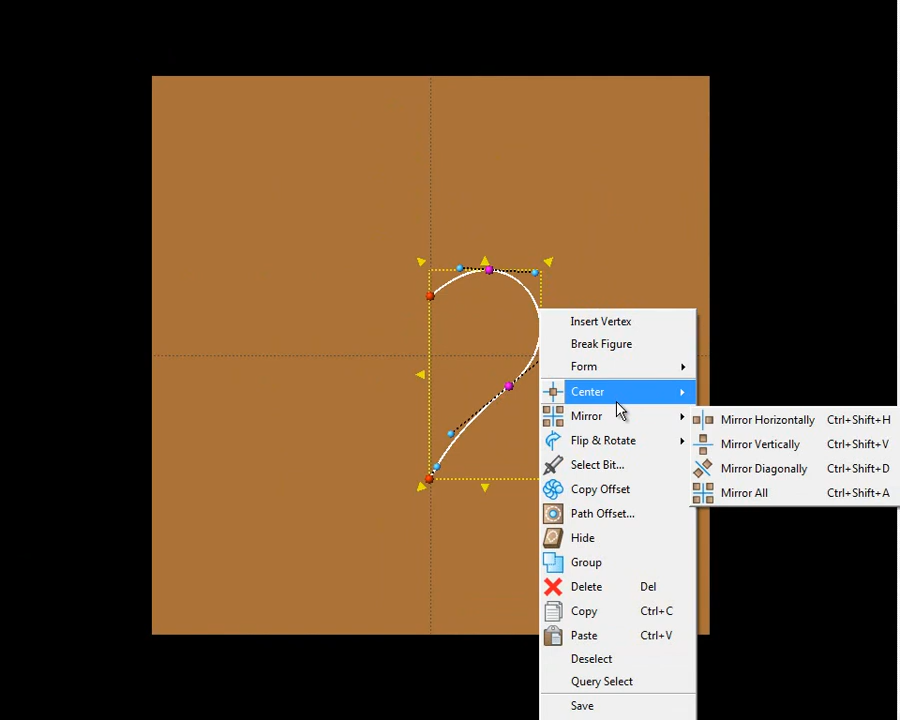 Insert Vertex
Break Figure
Form
Center
Mirror
Flip & Rotate
Select Bit...
Copy Offset
Path Offset...
Hide
Group
Delete Del
Copy Ctrl+C
Paste Ctrl+V
Deselect
Query Select
Save
Mirror Horizontally Ctrl+Shift+H
Mirror Vertically Ctrl+Shift+V
Mirror Diagonally Ctrl+Shift+D
Mirror All Ctrl+Shift+A